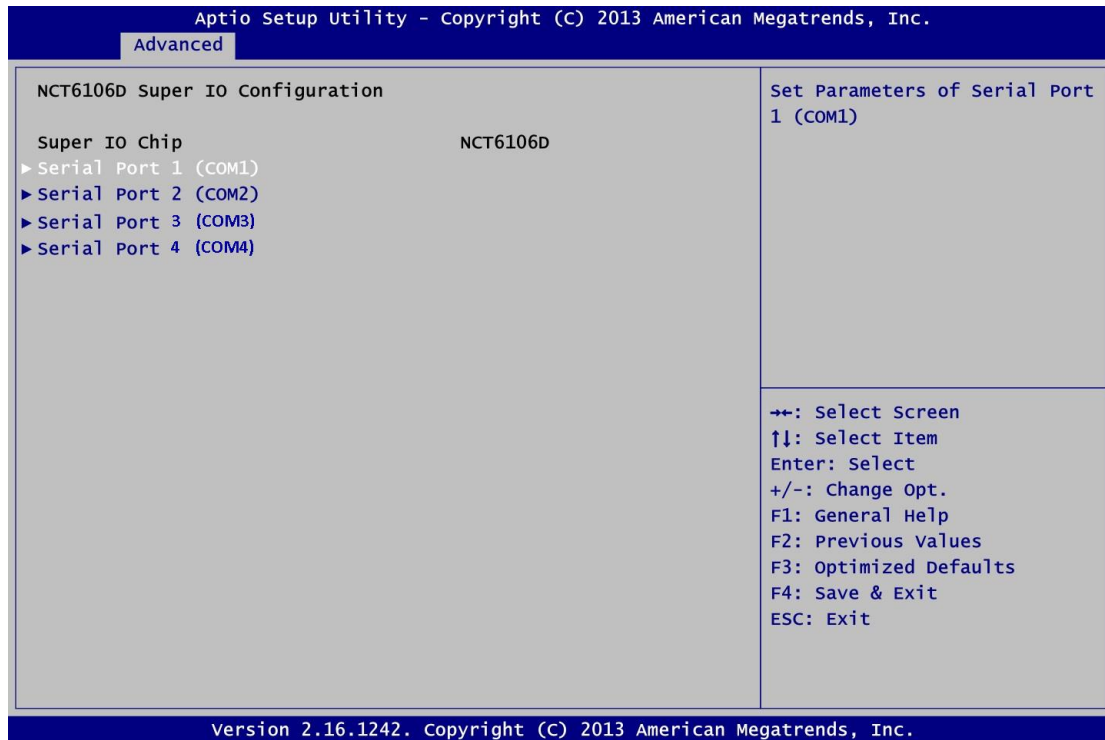 Aptio Setup Utility - Copyright (C) 2013 American Megatrends, Inc.
Advanced
NCT6106D Super IO Configuration
Super IO Chip NCT6106D
►Serial Port 1 (COM1)
►Serial Port 2 (COM2)
►Serial Port 3 (COM3)
►Serial Port 4 (COM4)
Set Parameters of Serial Port
1 (COM1)
→←: Select Screen
↑↓: Select Item
Enter: Select
+/-: Change Opt.
F1: General Help
F2: Previous Values
F3: Optimized Defaults
F4: Save & Exit
ESC: Exit
Version 2.16.1242. Copyright (C) 2013 American Megatrends, Inc.